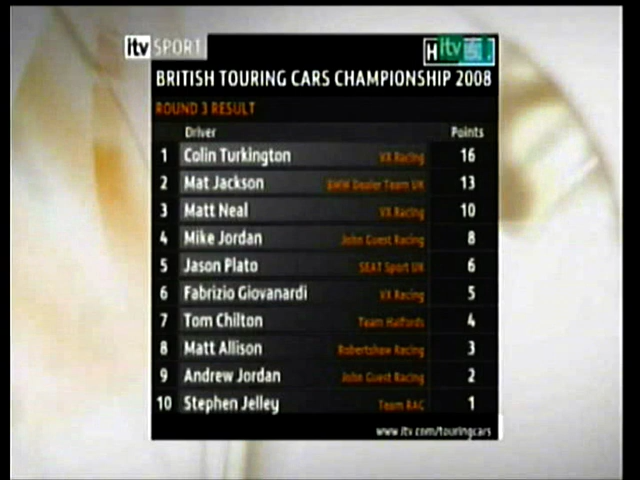 itv SPORT
H itv
BRITISH TOURING CARS CHAMPIONSHIP 2008
ROUND 3 RESULT
Driver Points
1 Colin Turkington VX Racing 16
2 Mat Jackson BMW Dealer Team UK 13
3 Matt Neal VX Racing 10
4 Mike Jordan John Guest Racing 8
5 Jason Plato SEAT Sport UK 6
6 Fabrizio Giovanardi VX Racing 5
7 Tom Chilton Team Halfords 4
8 Matt Allison Robertshaw Racing 3
9 Andrew Jordan John Guest Racing 2
10 Stephen Jelley Team RAC 1
www.itv.com/touringcars